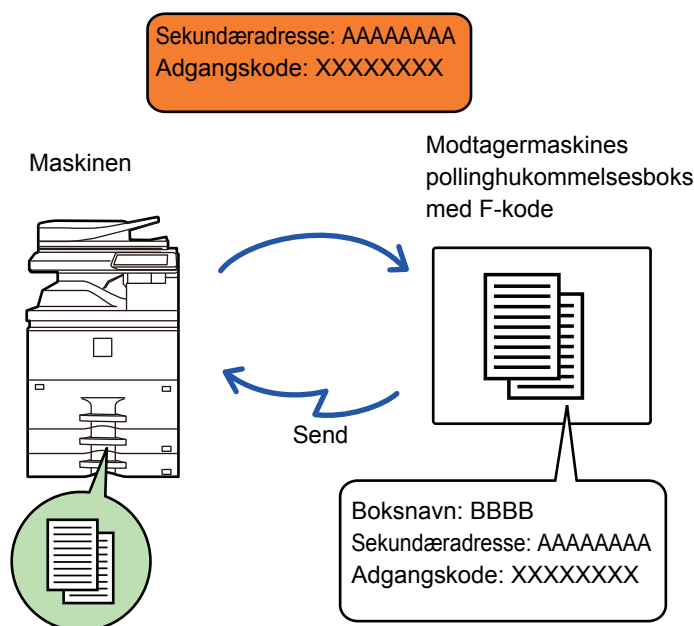 Sekundæradresse: AAAAAAAA
Adgangskode: XXXXXXXX
Maskinen
Modtagermaskines
pollinghukommelsesboks
med F-kode
Send
Boksnavn: BBBB
Sekundæradresse: AAAAAAAA
Adgangskode: XXXXXXXX